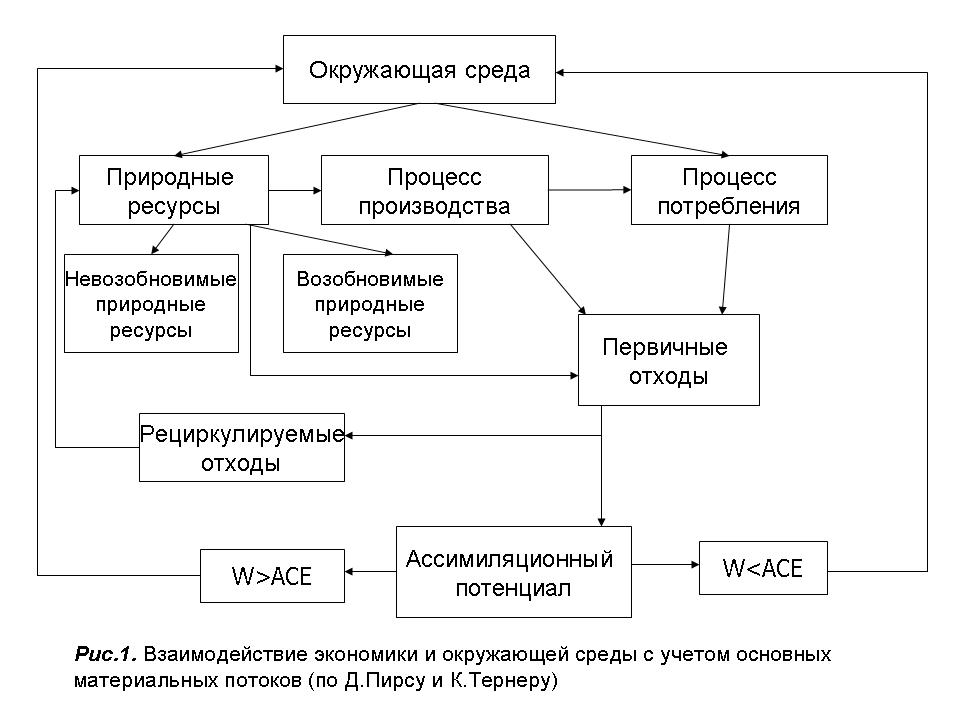 Окружающая среда
Природные
ресурсы
Процесс
производства
Процесс
потребления
Невозобновимые
природные
ресурсы
Возобновимые
природные
ресурсы
Первичные
отходы
Рециркулируемые
отходы
W>ACE
Ассимиляционный
потенциал
W<ACE
Рис.1. Взаимодействие экономики и окружающей среды с учетом основных
материальных потоков (по Д.Пирсу и К.Тернеру)